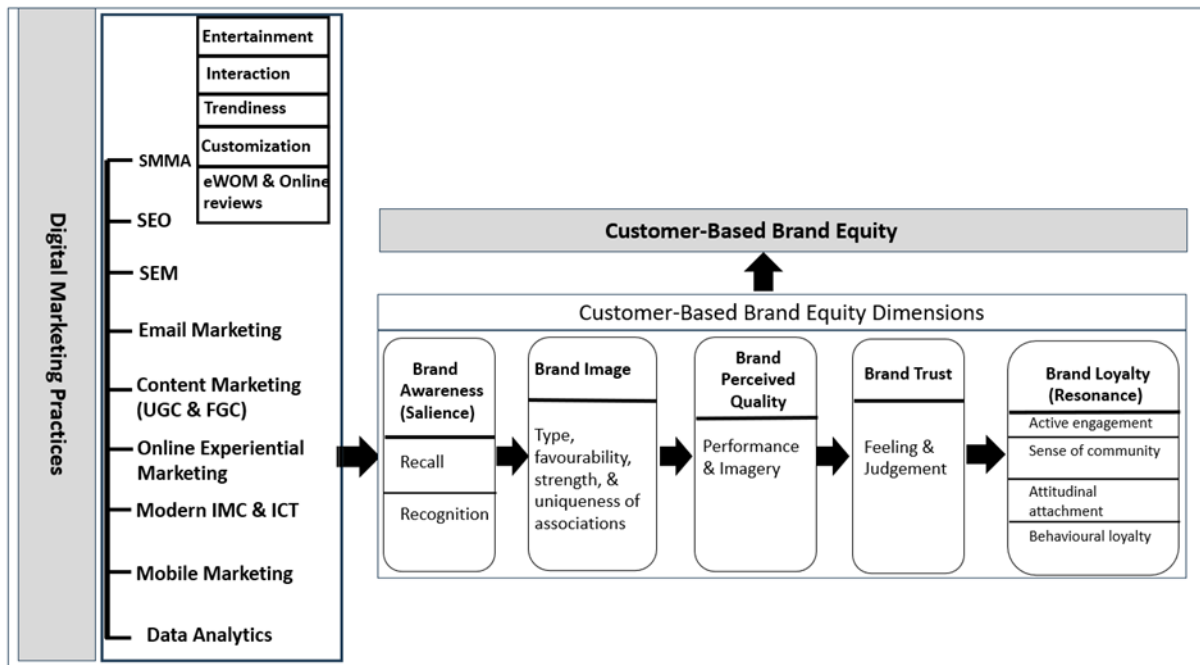 Digital Marketing Practices
Entertainment
Interaction
Trendiness
Customization
eWOM & Online
reviews
SMMA
SEO
SEM
Email Marketing
Content Marketing
(UGC & FGC)
Online Experiential
Marketing
Modern IMC & ICT
Mobile Marketing
Data Analytics
Customer-Based Brand Equity
Customer-Based Brand Equity Dimensions
Brand
Awareness
(Salience)
Recall
Recognition
Brand Image
Type,
favourability,
strength, &
uniqueness of
associations
Brand
Perceived
Quality
Performance
& Imagery
Brand Trust
Feeling &
Judgement
Brand Loyalty
(Resonance)
Active engagement
Sense of community
Attitudinal
attachment
Behavioural loyalty